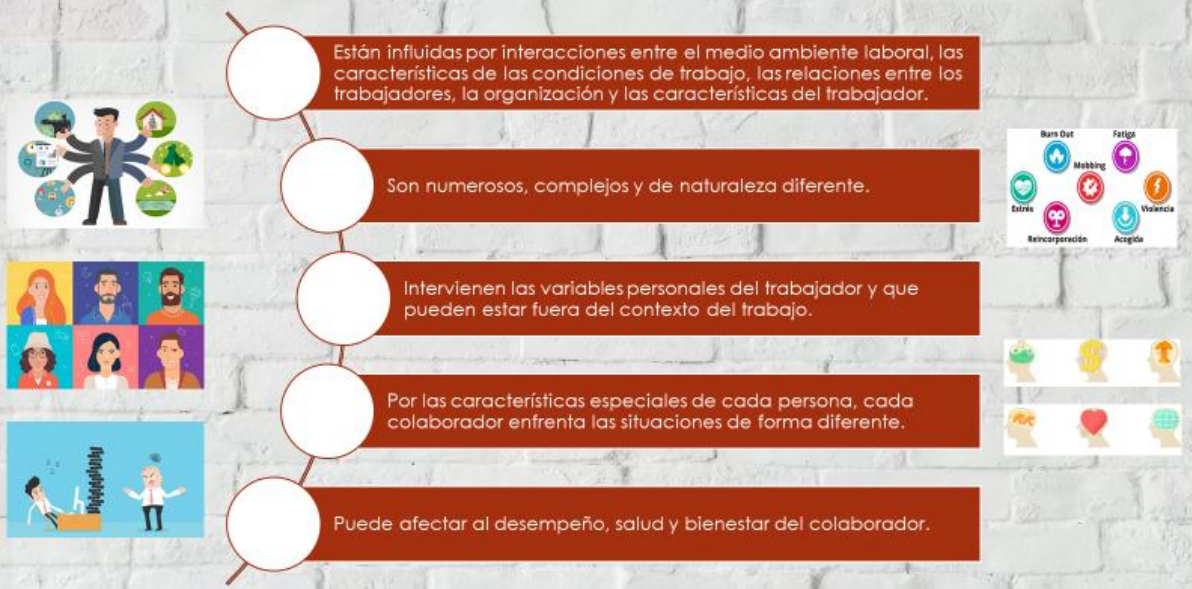 Están influidas por interacciones entre el medio ambiente laboral, las
características de las condiciones de trabajo, las relaciones entre los
trabajadores, la organización y las características del trabajador.
Son numerosos, complejos y de naturaleza diferente.
Intervienen las variables personales del trabajador y que
pueden estar fuera del contexto del trabajo.
Por las características especiales de cada persona, cada
colaborador enfrenta las situaciones de forma diferente.
Puede afectar al desempeño, salud y bienestar del colaborador.
Burn Out
Fatiga
Mobbing
Estrés
Violencia
Reincorporación
Acogida